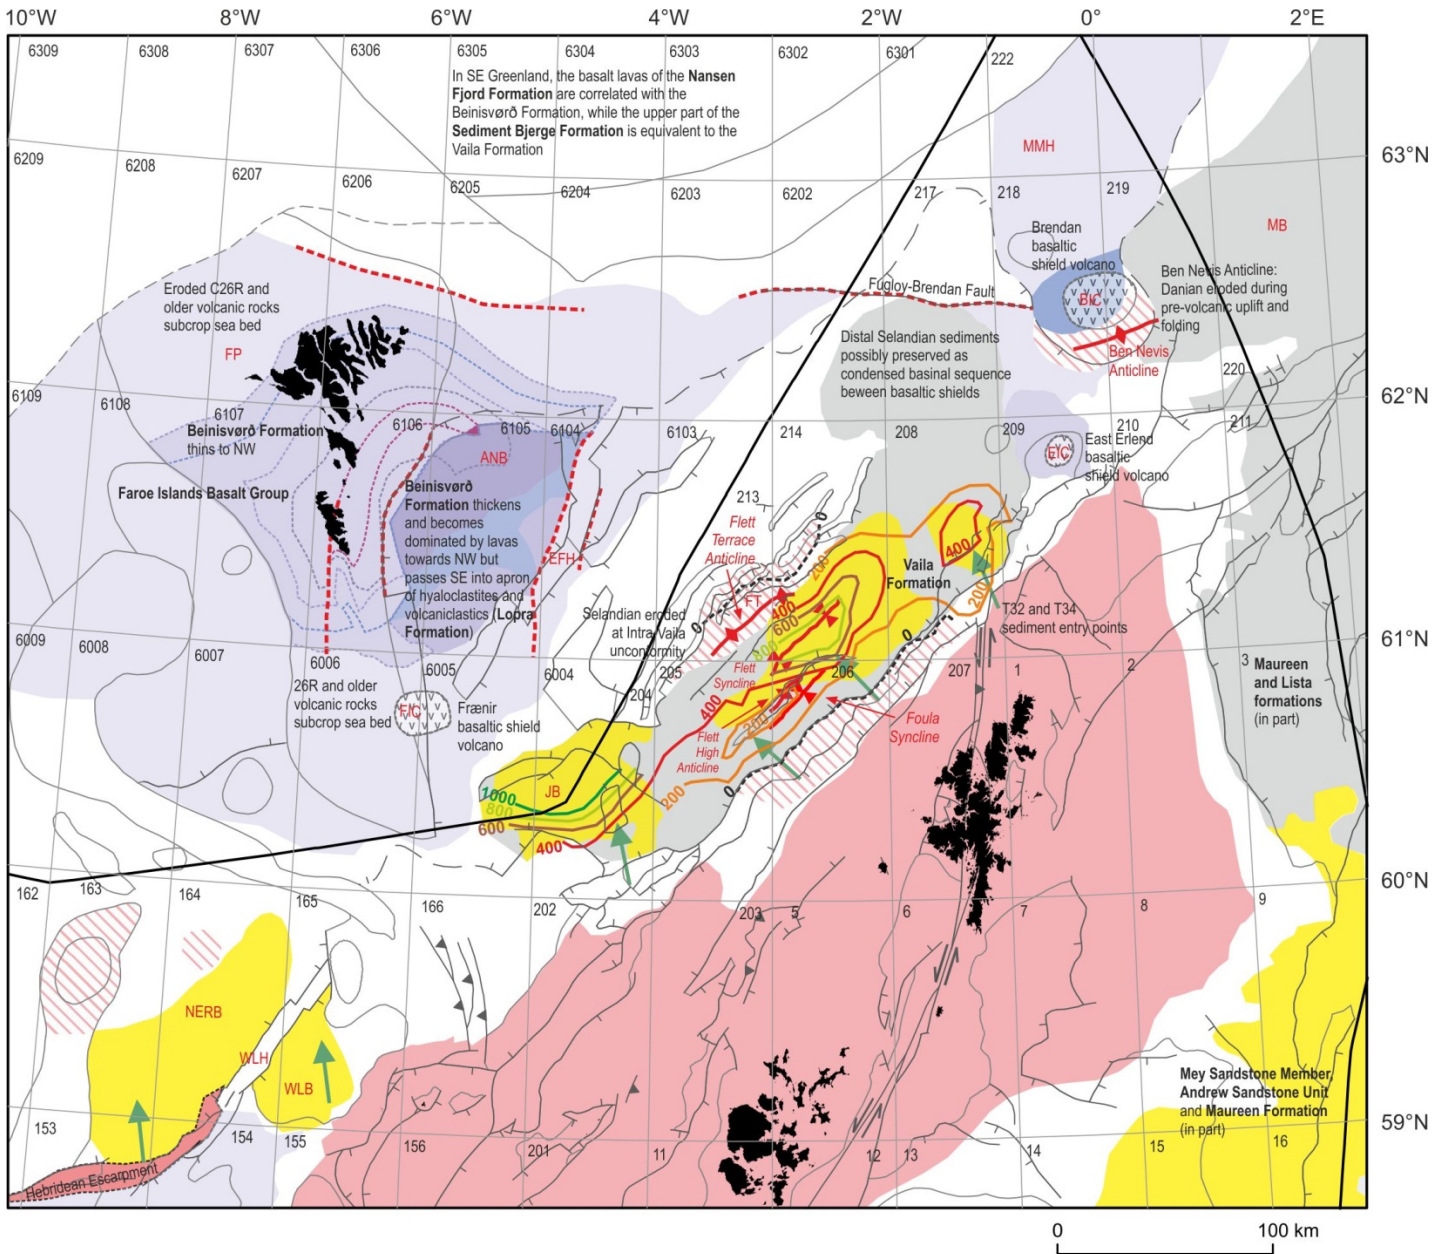 10°W 8°W 6°W 4°W 2°W 0° 2°E
6309 6308 6307 6306 6305 6304 6303 6302 6301 222
In SE Greenland, the basalt lavas of the Nansen
Fjord Formation are correlated with the
Beinisvørð Formation, while the upper part of the
Sediment Bjerge Formation is equivalent to the
Vaila Formation
MMH
63°N
6209 6208 6207 6206 6205 6204 6203 6202 217 218 219
MB
Brendan
basaltic
shield volcano
Ben Nevis Anticline:
Danian eroded during
pre-volcanic uplift and
folding
Fugloy-Brendan Fault
BIC
Eroded C26R and
older volcanic rocks
subcrop sea bed
FP
Distal Selandian sediments
possibly preserved as
condensed basinal sequence
beween basaltic shields
Ben Nevis
Anticline
62°N
6109 6108 6107 6106 6105 6104 6103 214 208 209 210 220 211
Beinisvørð Formation
thins to NW
ANB
East Erlend
basaltic
shield volcano
EIC
Faroe Islands Basalt Group
Beinisvørð
Formation thickens
and becomes
dominated by lavas
towards NW but
passes SE into apron
of hyaloclastites and
volcaniclastics (Lopra
Formation)
EFH
213
Flett
Terrace
Anticline
0
200
400
Vaila
Formation
200
FT
400
600
800
0
T32 and T34
sediment entry points
Selandian eroded
at Intra-Vaila
unconformity
0
61°N
6009 6008 6007 6006 6005 6004 205 204 206 207 1 2 3
Maureen
and Lista
formations
(in part)
26R and older
volcanic rocks
subcrop sea bed
FIC
Frænir
basaltic shield
volcano
Flett
Syncline
400
200
Flett
High
Anticline
Foula
Syncline
200
0
JB
1000
800
600
400
60°N
162 163 164 165 166 202 203 5 6 7 8 9
NERB
WLH
WLB
Mey Sandstone Member,
Andrew Sandstone Unit
and Maureen Formation
(in part)
59°N
153 154 155 156 201 11 12 13 14 15 16
Hebridean Escarpment
0 100 km